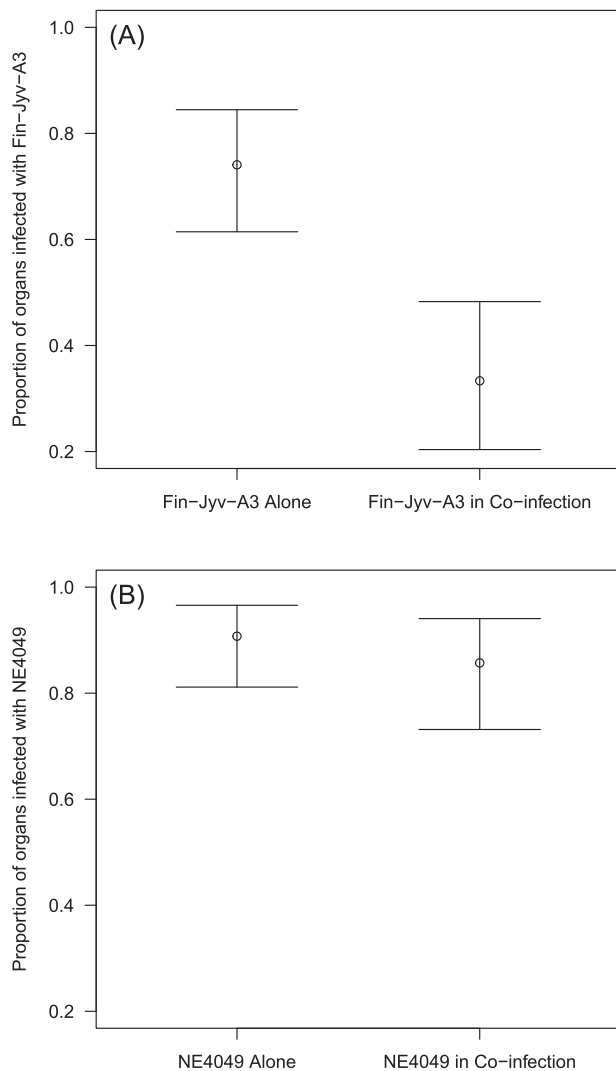 (A)
Proportion of organs infected with Fin−Jyv−A3
1.0
0.8
0.6
0.4
0.2
Fin−Jyv−A3 Alone
Fin−Jyv−A3 in Co−infection
(B)
Proportion of organs infected with NE4049
1.0
0.8
0.6
0.4
0.2
NE4049 Alone
NE4049 in Co−infection